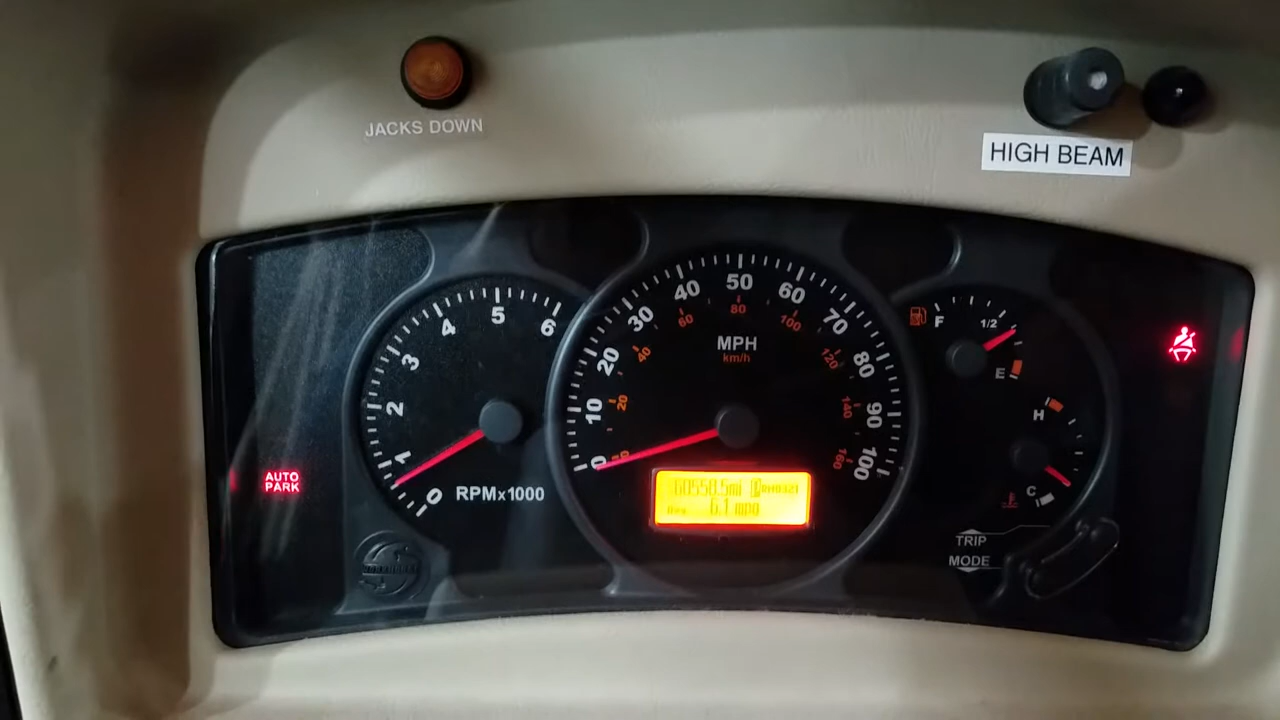 JACKS DOWN
HIGH BEAM
0 1 2 3 4 5 6
RPMx1000
AUTO
PARK
0 10 20 30 40 50 60 70 80 90 100
20 40 60 80 100 120 140 160
MPH
km/h
6.1 mpg
F 1/2 E
H
C
TRIP
MODE